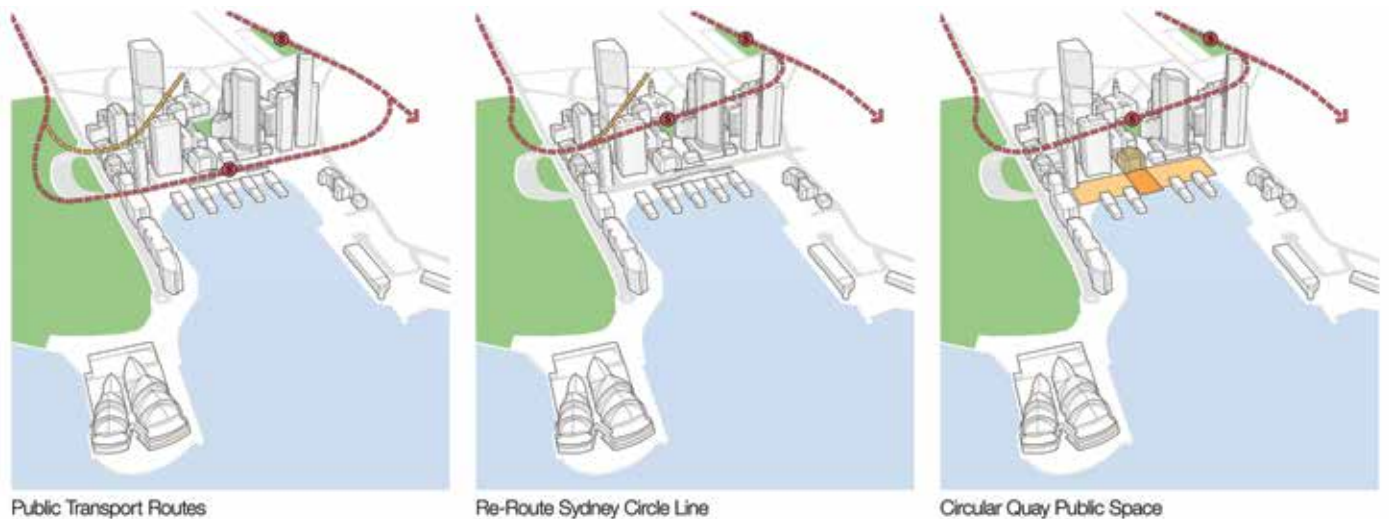 Public Transport Routes
Re-Route Sydney Circle Line
Circular Quay Public Space